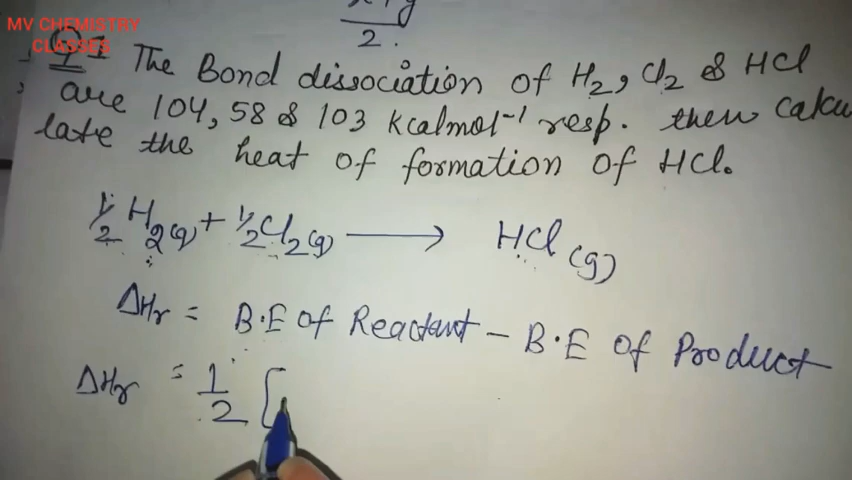 x+y
2.
MV CHEMISTRY
CLASSES
Q1 The Bond dissociation of H₂, Cl₂ & HCl
are 104, 58 & 103 Kcalmol⁻¹ resp. then calcu
late the heat of formation of HCl.
½ H₂(g) + ½ Cl₂(g) ⟶ HCl (g)
ΔHr = B.E of Reactant − B.E of Product
ΔHr = 1/2 [